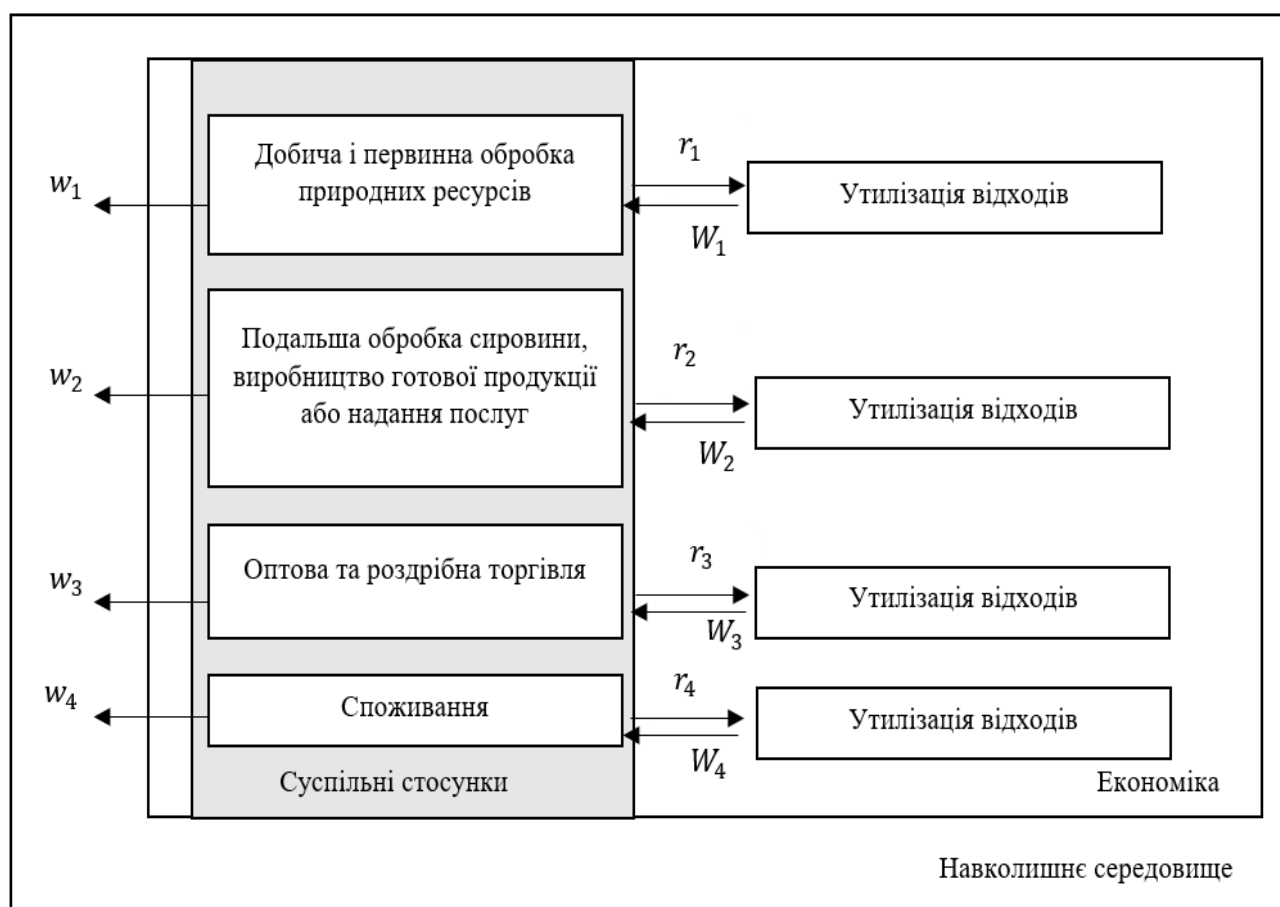 Добича і первинна обробка
природних ресурсів
w₁
r₁
W₁
Утилізація відходів
Подальша обробка сировини,
виробництво готової продукції
або надання послуг
w₂
r₂
W₂
Утилізація відходів
Оптова та роздрібна торгівля
w₃
r₃
W₃
Утилізація відходів
Споживання
w₄
r₄
W₄
Утилізація відходів
Суспільні стосунки
Економіка
Навколишнє середовище